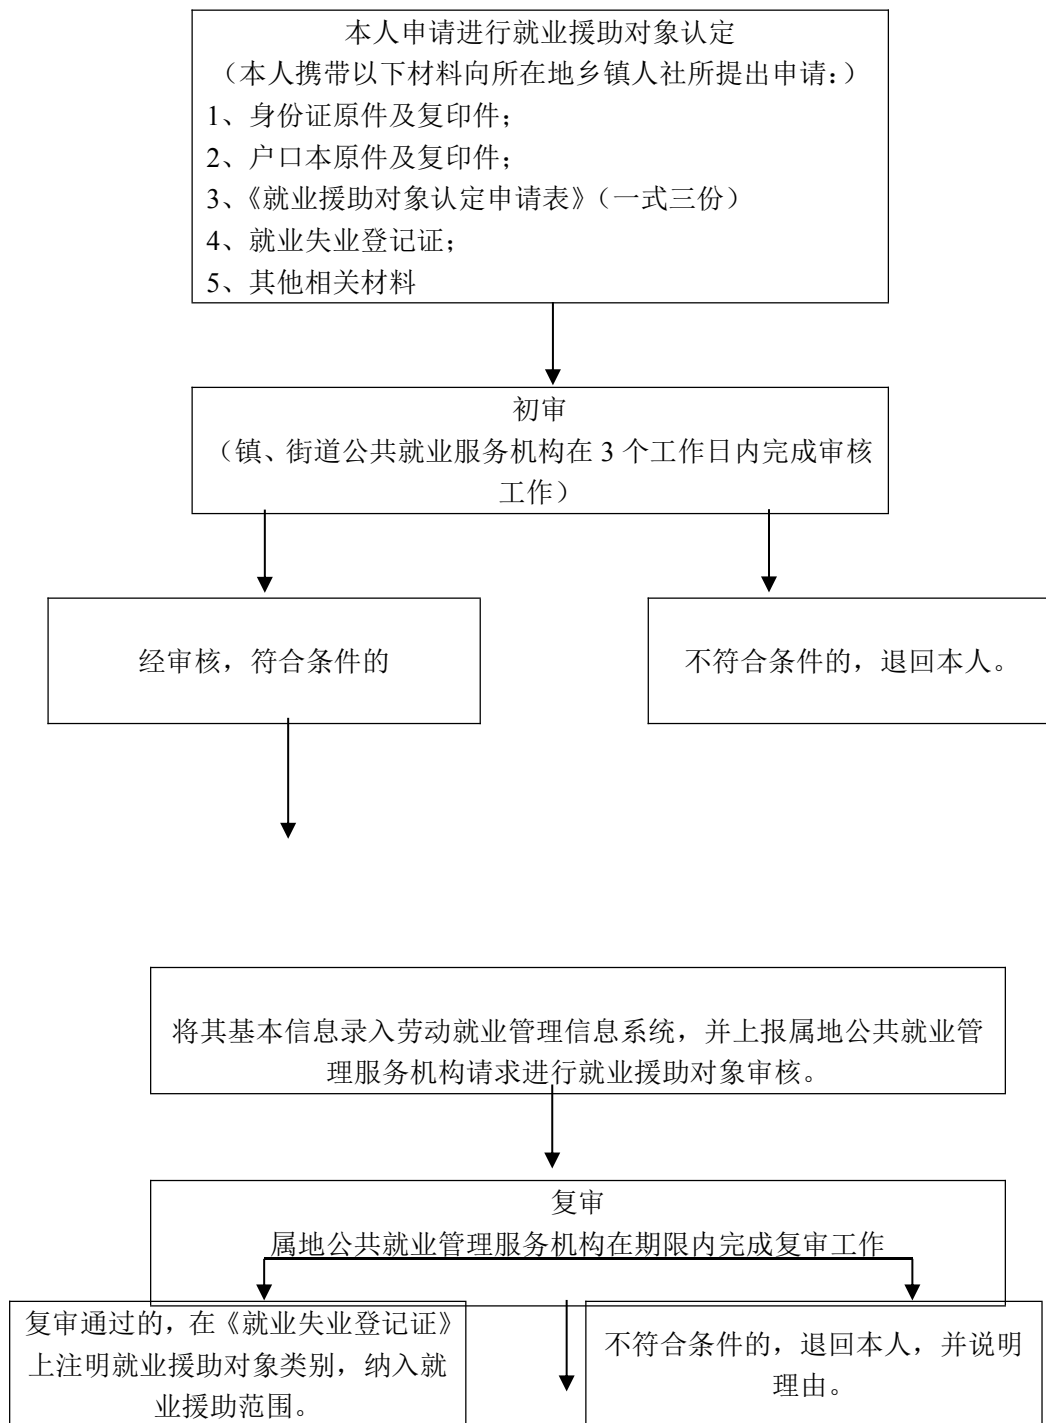 本人申请进行就业援助对象认定
（本人携带以下材料向所在地乡镇人社所提出申请：）
1、身份证原件及复印件；
2、户口本原件及复印件；
3、《就业援助对象认定申请表》（一式三份）
4、就业失业登记证；
5、其他相关材料
初审
（镇、街道公共就业服务机构在 3 个工作日内完成审核
工作）
经审核，符合条件的
不符合条件的，退回本人。
将其基本信息录入劳动就业管理信息系统，并上报属地公共就业管
理服务机构请求进行就业援助对象审核。
复审
属地公共就业管理服务机构在期限内完成复审工作
复审通过的，在《就业失业登记证》
上注明就业援助对象类别，纳入就
业援助范围。
不符合条件的，退回本人，并说明
理由。